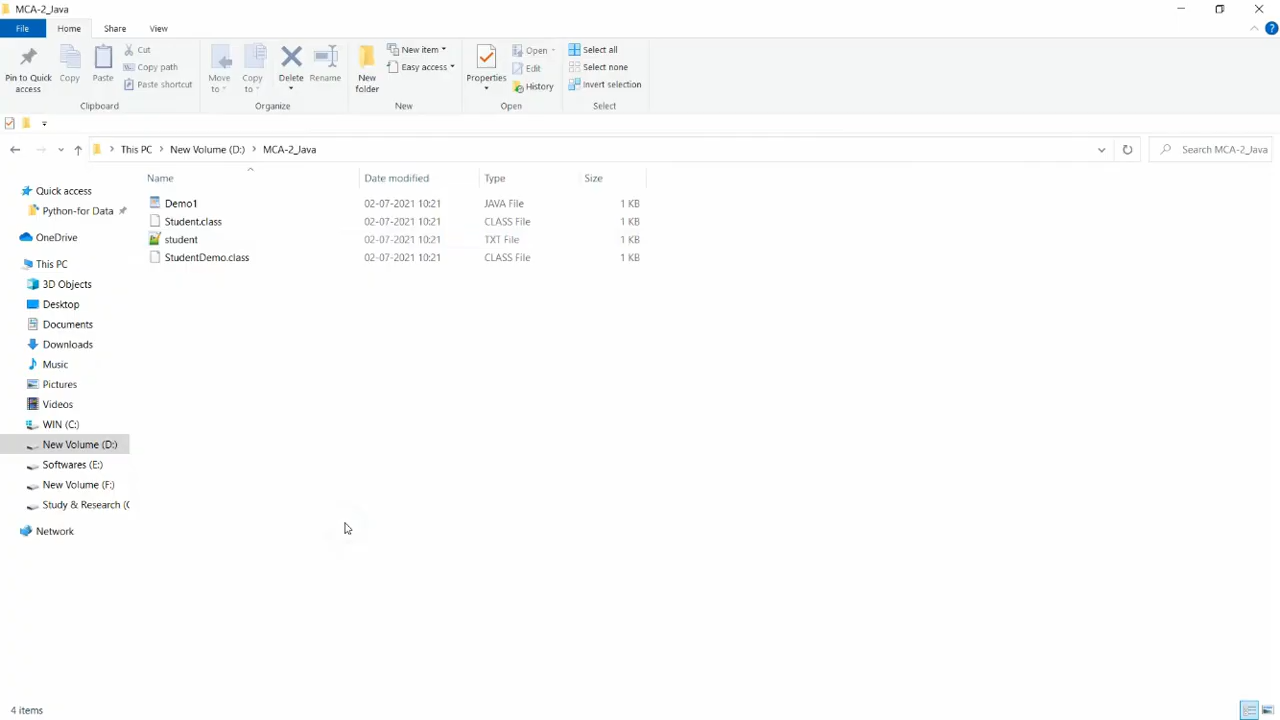 MCA-2_Java
File Home Share View
Pin to Quick access
Copy
Paste
Cut
Copy path
Paste shortcut
Clipboard
Move to
Copy to
Delete
Rename
Organize
New folder
New item
Easy access
New
Properties
Open
Edit
History
Open
Select all
Select none
Invert selection
Select
This PC > New Volume (D:) > MCA-2_Java
Search MCA-2_Java
Name Date modified Type Size
Demo1 02-07-2021 10:21 JAVA File 1 KB
Student.class 02-07-2021 10:21 CLASS File 1 KB
student 02-07-2021 10:21 TXT File 1 KB
StudentDemo.class 02-07-2021 10:21 CLASS File 1 KB
Quick access
Python-for Data
OneDrive
This PC
3D Objects
Desktop
Documents
Downloads
Music
Pictures
Videos
WIN (C:)
New Volume (D:)
Softwares (E:)
New Volume (F:)
Study & Research (
Network
4 items